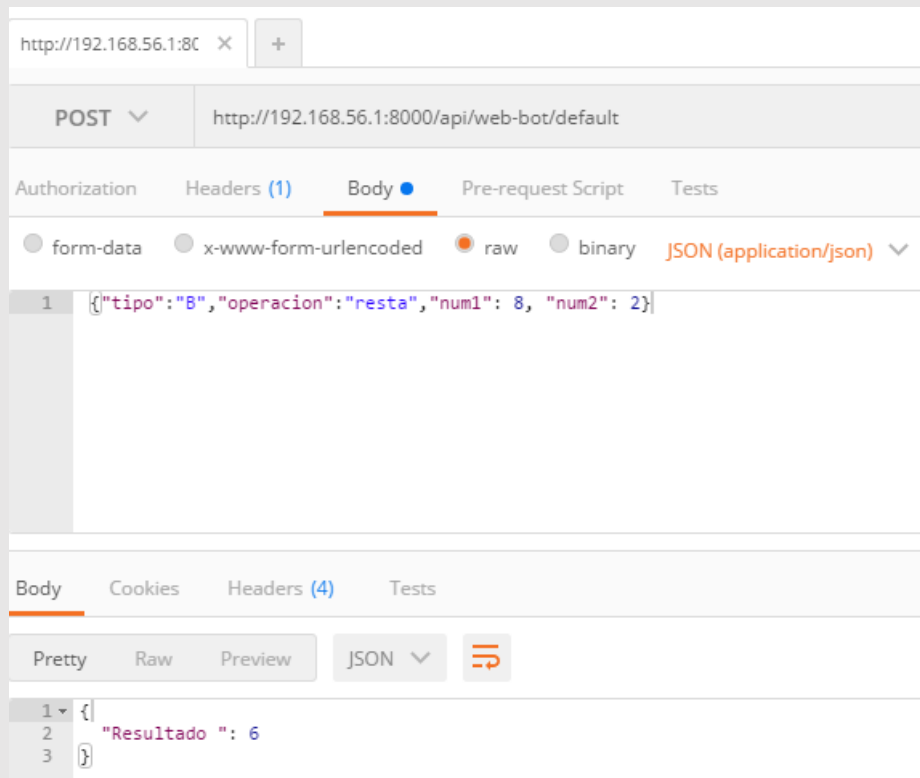 http://192.168.56.1:80 × +
POST http://192.168.56.1:8000/api/web-bot/default
Authorization Headers (1) Body Pre-request Script Tests
form-data x-www-form-urlencoded raw binary JSON (application/json)
1 {"tipo":"B","operacion":"resta","num1": 8, "num2": 2}
Body Cookies Headers (4) Tests
Pretty Raw Preview JSON
1 {
2 "Resultado ": 6
3 }